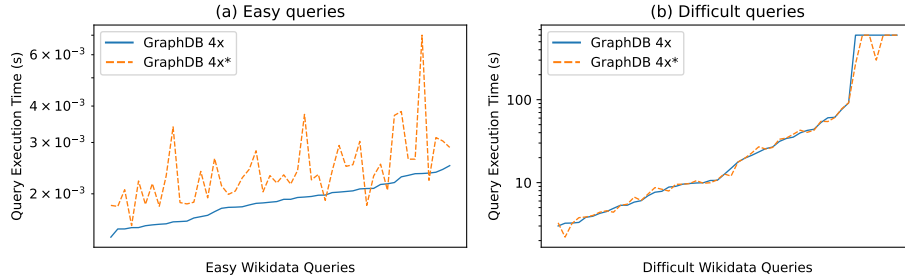 (a) Easy queries
GraphDB 4x
GraphDB 4x*
6 × 10⁻³
4 × 10⁻³
3 × 10⁻³
2 × 10⁻³
Query Execution Time (s)
Easy Wikidata Queries
(b) Difficult queries
GraphDB 4x
GraphDB 4x*
100
10
Query Execution Time (s)
Difficult Wikidata Queries